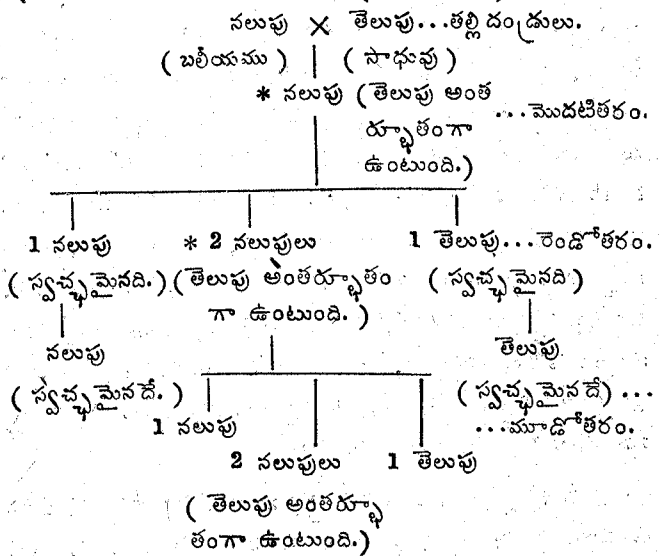 నలుపు × తెలుపు...తల్లి దండ్రులు.
( బలీయము ) ( సాధువు )
* నలుపు ( తెలుపు అంత
...మొదటితరం.
ర్భూతంగా
ఉంటుంది.)
1 నలుపు * 2 నలుపులు 1 తెలుపు...రెండోతరం.
( స్వచ్ఛమైనది.) (తెలుపు అంతర్భూతం ( స్వచ్ఛమైనది )
గా ఉంటుంది. )
నలుపు తెలుపు
( స్వచ్ఛమైనదే. ) ( స్వచ్ఛమైనదే) ...
1 నలుపు ...మూడోతరం.
2 నలుపులు 1 తెలుపు
( తెలుపు అంతర్భూ
తంగా ఉంటుంది.)